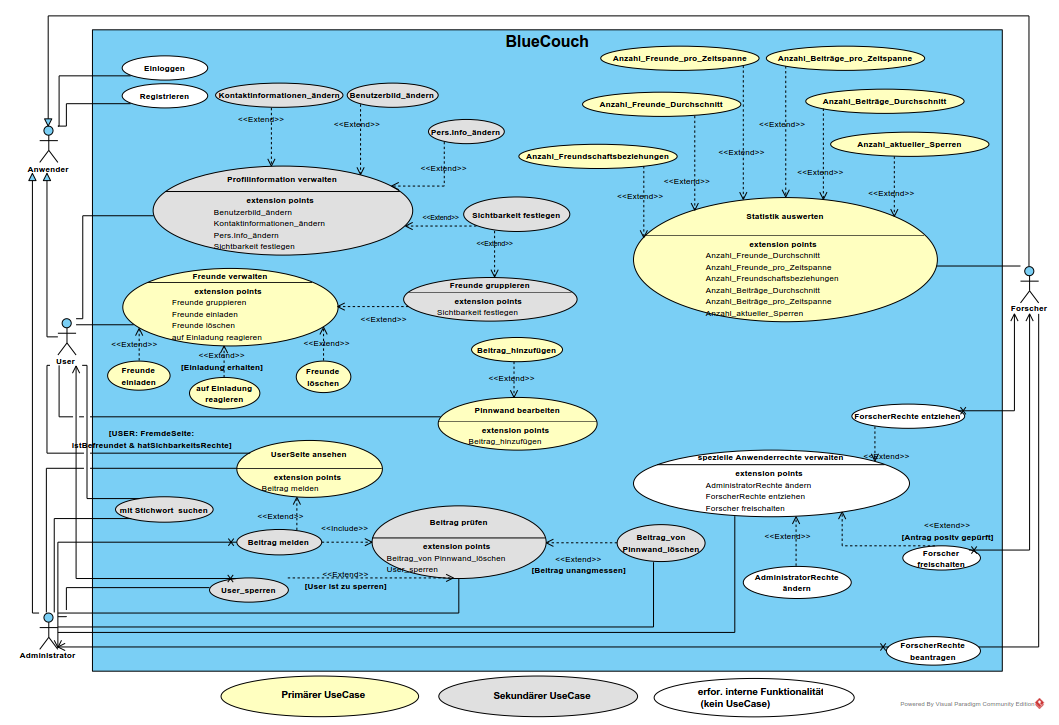 BlueCouch
Einloggen
Registrieren
Kontaktinformationen_ändern
Benutzerbild_ändern
Pers.Info_ändern
<<Extend>>
<<Extend>>
<<Extend>>
Anzahl_Freunde_pro_Zeitspanne
Anzahl_Beiträge_pro_Zeitspanne
Anzahl_Freunde_Durchschnitt
Anzahl_Beiträge_Durchschnitt
Anzahl_Freundschaftsbeziehungen
Anzahl_aktueller_Sperren
<<Extend>>
<<Extend>>
<<Extend>>
<<Extend>>
<<Extend>>
<<Extend>>
Anwender
Profilinformation verwalten
extension points
Benutzerbild_ändern
Kontaktinformationen_ändern
Pers.Info_ändern
Sichtbarkeit festlegen
<<Extend>>
Sichtbarkeit festlegen
<<Extend>>
Statistik auswerten
extension points
Anzahl_Freunde_Durchschnitt
Anzahl_Freunde_pro_Zeitspanne
Anzahl_Freundschaftsbeziehungen
Anzahl_Beiträge_Durchschnitt
Anzahl_Beiträge_pro_Zeitspanne
Anzahl_aktueller_Sperren
Forscher
Freunde verwalten
extension points
Freunde gruppieren
Freunde einladen
Freunde löschen
auf Einladung reagieren
Freunde gruppieren
extension points
Sichtbarkeit festlegen
<<Extend>>
User
<<Extend>>
<<Extend>>
[Einladung erhalten]
<<Extend>>
Freunde
einladen
auf Einladung
reagieren
Freunde
löschen
Beitrag_hinzufügen
<<Extend>>
Pinnwand bearbeiten
extension points
Beitrag_hinzufügen
ForscherRechte entziehen
<<Extend>>
[USER: FremdeSeite:
istBefreundet & hatSichbarkeitsRechte]
UserSeite ansehen
extension points
Beitrag melden
spezielle Anwenderrechte verwalten
extension points
AdministratorRechte ändern
ForscherRechte entziehen
Forscher freischalten
mit Stichwort suchen
<<Extend>>
<<Include>>
Beitrag melden
Beitrag prüfen
extension points
Beitrag_von Pinnwand_löschen
User_sperren
Beitrag_von
Pinnwand_löschen
<<Extend>>
[Beitrag unangmessen]
<<Extend>>
<<Extend>>
[Antrag positv gepürft]
Forscher
freischalten
AdministratorRechte
ändern
User_sperren
<<Extend>>
[User ist zu sperren]
Administrator
ForscherRechte
beantragen
Primärer UseCase
Sekundärer UseCase
erfor. interne Funktionalität
(kein UseCase)
Powered By Visual Paradigm Community Edition